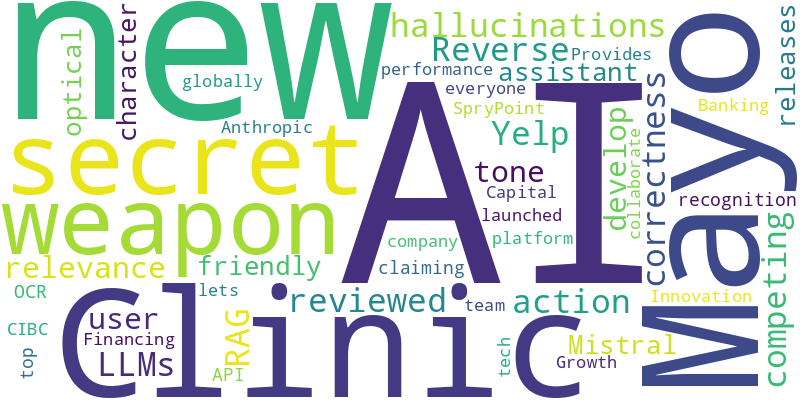 new
hallucinations
character
optical
globally
Reverse
Provides
performance
assistant
everyone
releases
Anthropic
SpryPoint
Banking
secret
AI
Yelp
develop
collaborate
correctness
Mayo
tone
Capital
recognition
weapon
launched
company
platform
competing
relevance
friendly
claiming
OCR
lets
reviewed
team
action
Innovation
Clinic
user
CIBC
Financing
RAG
Mistral
top
LLMs
API
tech
Growth